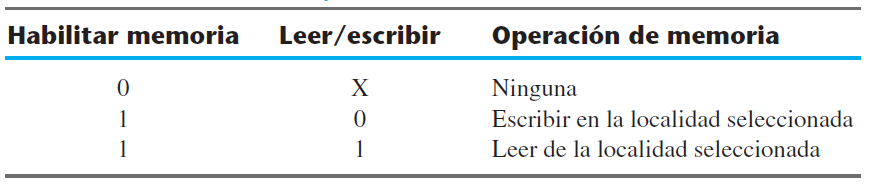 Habilitar memoria Leer/escribir Operación de memoria
0 X Ninguna
1 0 Escribir en la localidad seleccionada
1 1 Leer de la localidad seleccionada